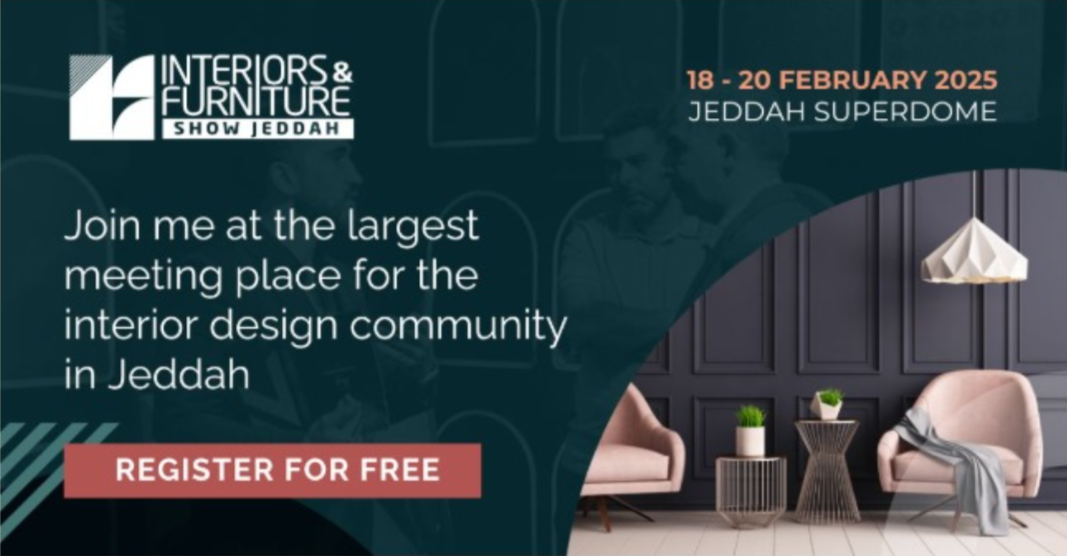 INTERIORS &
FURNITURE
SHOW JEDDAH
18 - 20 FEBRUARY 2025
JEDDAH SUPERDOME
Join me at the largest
meeting place for the
interior design community
in Jeddah
REGISTER FOR FREE